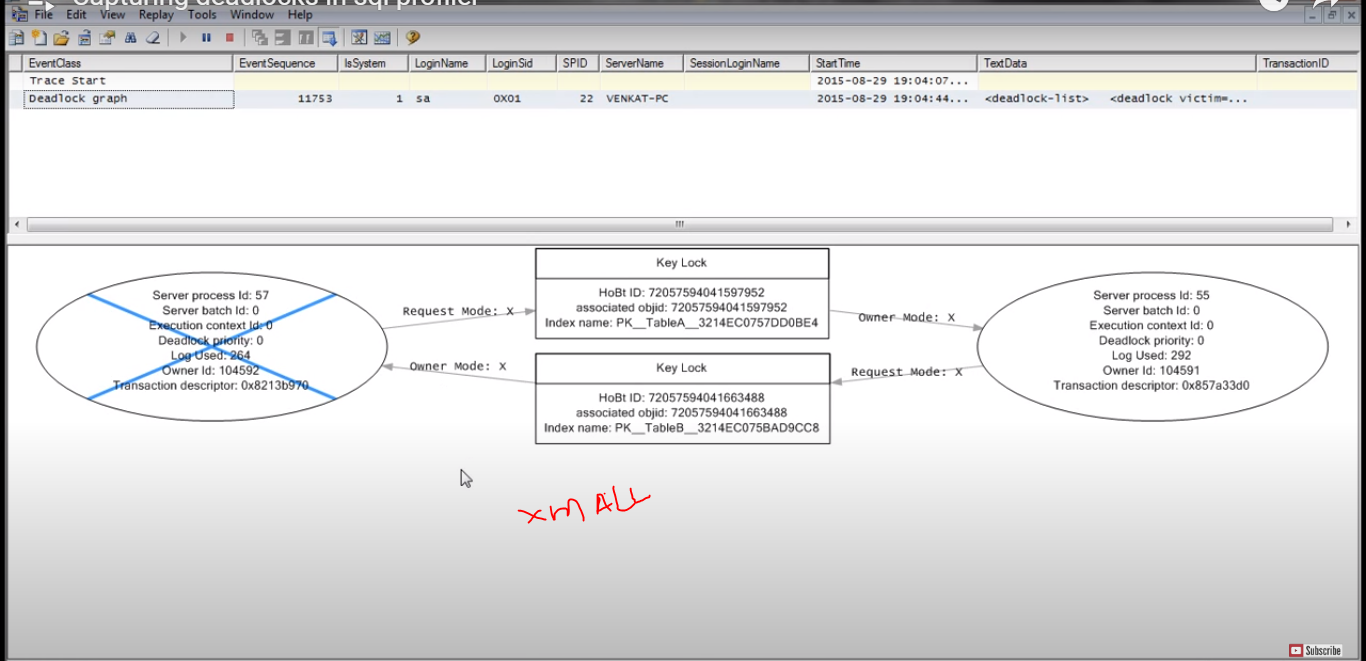 Capturing deadlocks in sql profiler
File Edit View Replay Tools Window Help
EventClass EventSequence IsSystem LoginName LoginSid SPID ServerName SessionLoginName StartTime TextData TransactionID
Trace Start 2015-08-29 19:04:07...
Deadlock graph 11753 1 sa 0X01 22 VENKAT-PC 2015-08-29 19:04:44... <deadlock-list> <deadlock victim=...
Server process Id: 57
Server batch Id: 0
Execution context Id: 0
Deadlock priority: 0
Log Used: 264
Owner Id: 104592
Transaction descriptor: 0x8213b970
Request Mode: X
Owner Mode: X
Key Lock
HoBt ID: 72057594041597952
associated objid: 72057594041597952
Index name: PK__TableA__3214EC0757DD0BE4
Key Lock
HoBt ID: 72057594041663488
associated objid: 72057594041663488
Index name: PK__TableB__3214EC075BAD9CC8
Owner Mode: X
Request Mode: X
Server process Id: 55
Server batch Id: 0
Execution context Id: 0
Deadlock priority: 0
Log Used: 292
Owner Id: 104591
Transaction descriptor: 0x857a33d0
Subscribe